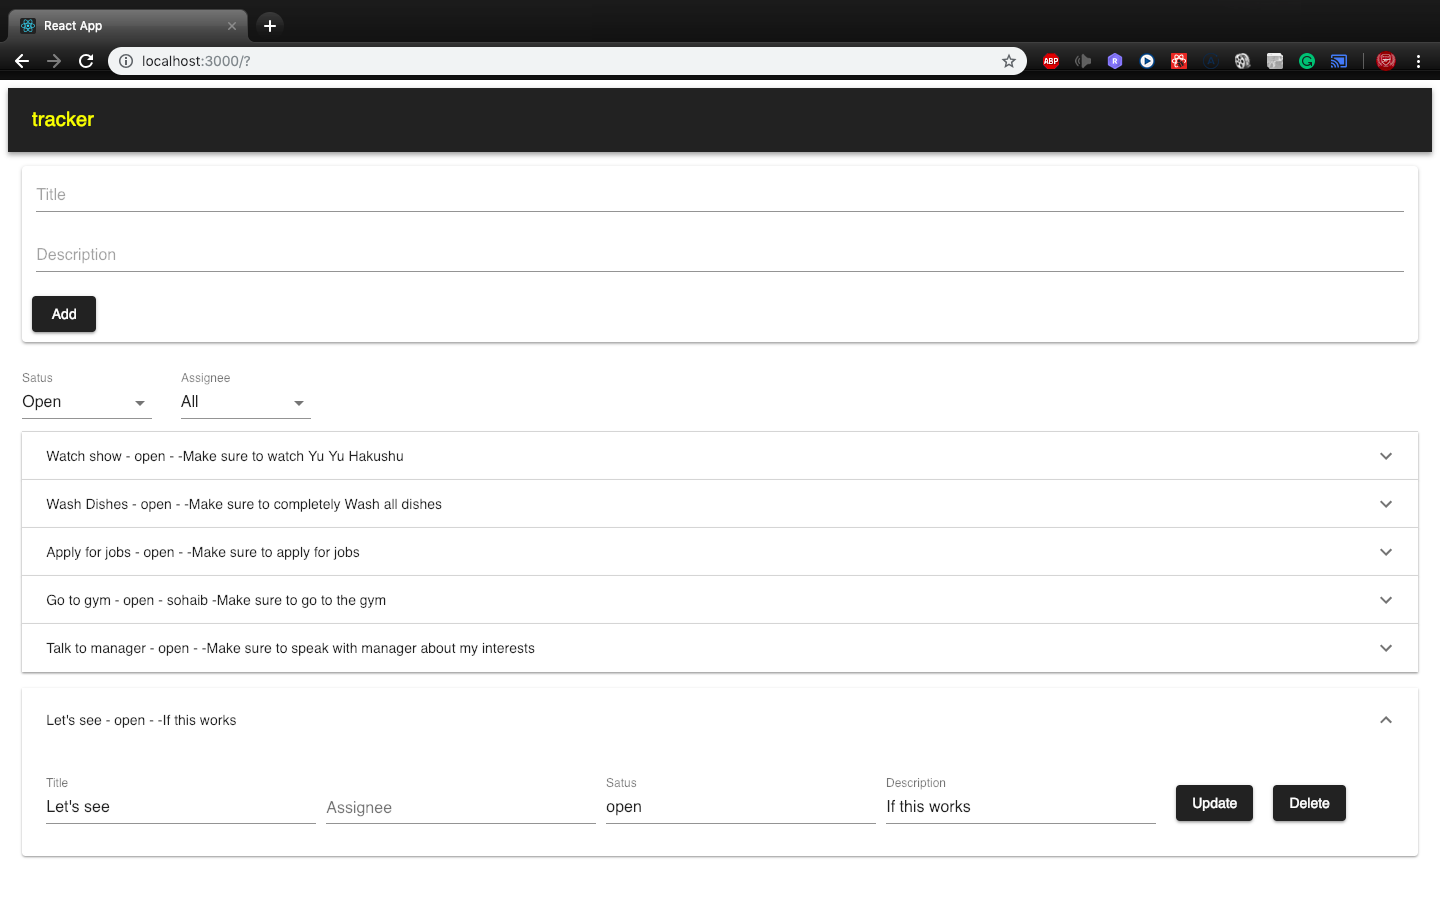 React App
localhost:3000/?
ABP
R
tracker
Title
Description
Add
Satus
Assignee
Open
All
Watch show - open - -Make sure to watch Yu Yu Hakushu
Wash Dishes - open - -Make sure to completely Wash all dishes
Apply for jobs - open - -Make sure to apply for jobs
Go to gym - open - sohaib -Make sure to go to the gym
Talk to manager - open - -Make sure to speak with manager about my interests
Let's see - open - -If this works
Title
Satus
Description
Let's see
Assignee
open
If this works
Update
Delete